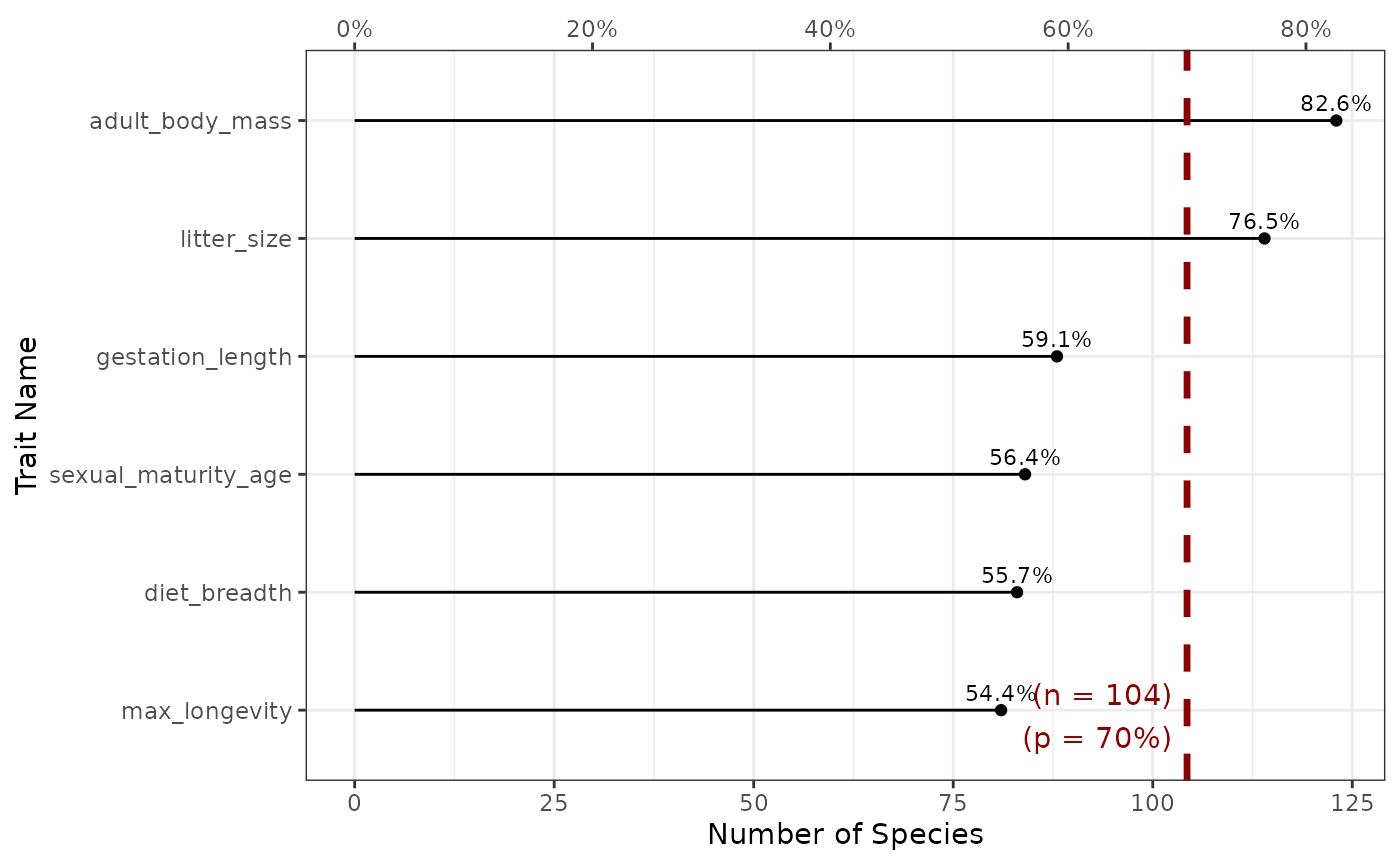 0% 20% 40% 60% 80%
adult_body_mass 82.6%
litter_size 76.5%
gestation_length 59.1%
sexual_maturity_age 56.4%
diet_breadth 55.7%
max_longevity 54.4% (n = 104)
(p = 70%)
Trait Name
0 25 50 75 100 125
Number of Species